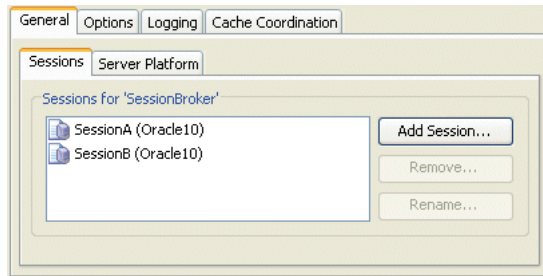 General Options Logging Cache Coordination
Sessions Server Platform
Sessions for 'SessionBroker'
SessionA (Oracle10)
SessionB (Oracle10)
Add Session...
Remove...
Rename...